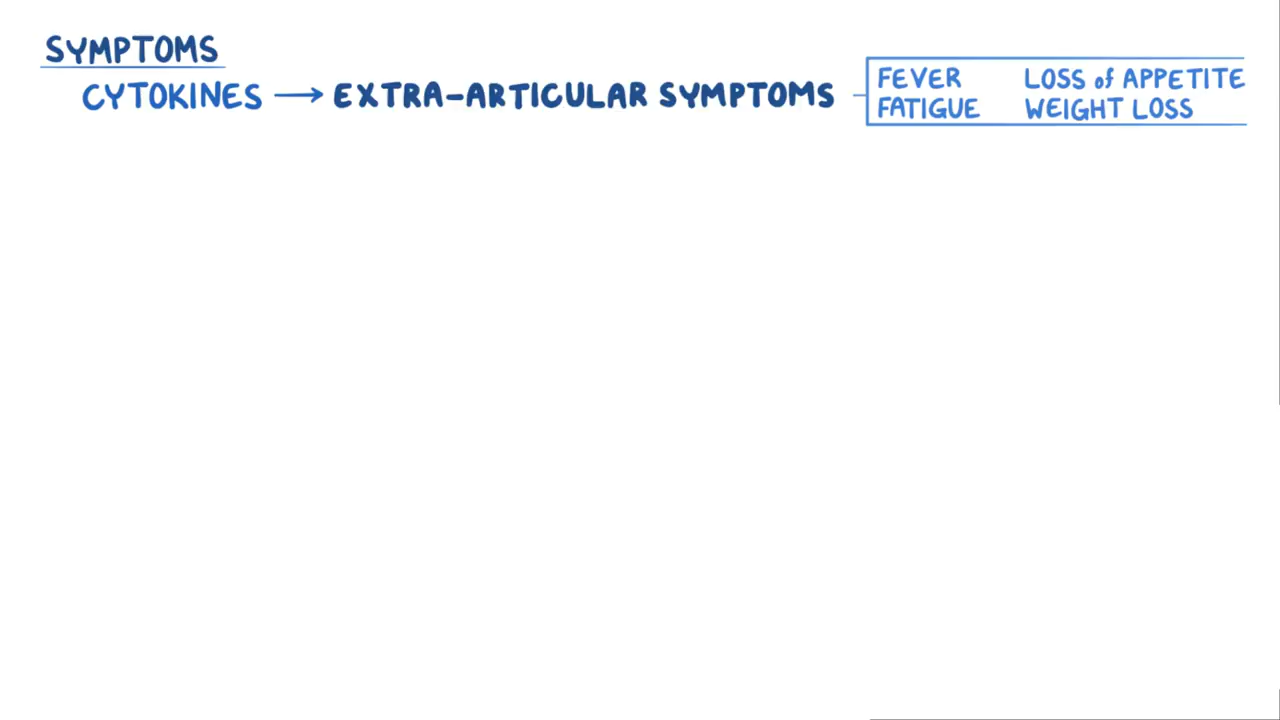 SYMPTOMS
CYTOKINES → EXTRA-ARTICULAR SYMPTOMS
FEVER LOSS of APPETITE
FATIGUE WEIGHT LOSS